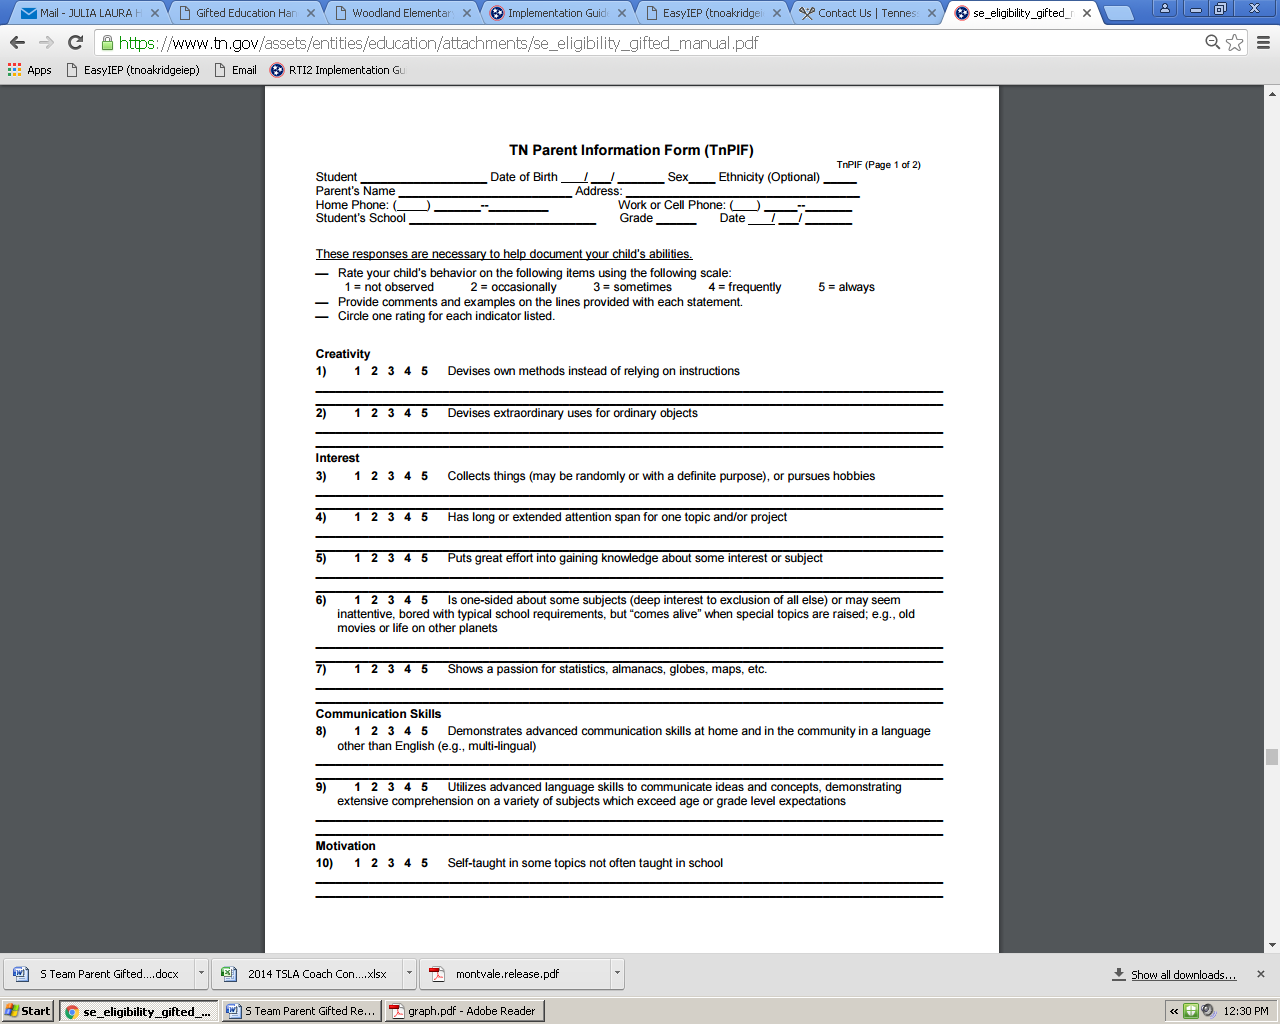 Mail - JULIA LAURA H
Gifted Education Han
Woodland Elementar
Implementation Guid
EasyIEP (tnoakridgei
Contact Us | Tennes
se_eligibility_gifted_r
https://www.tn.gov/assets/entities/education/attachments/se_eligibility_gifted_manual.pdf
Apps
EasyIEP (tnoakridgeiep)
Email
RTI2 Implementation Gu
TN Parent Information Form (TnPIF)
TnPIF (Page 1 of 2)
Student ___________________ Date of Birth ____/ ___/ _______ Sex____ Ethnicity (Optional) _____
Parent's Name __________________________ Address: ___________________________________
Home Phone: (____) _______--_________ Work or Cell Phone: (___) _____--_______
Student's School ____________________________ Grade ______ Date ____/ ___/ _______
These responses are necessary to help document your child's abilities.
— Rate your child's behavior on the following items using the following scale:
1 = not observed 2 = occasionally 3 = sometimes 4 = frequently 5 = always
— Provide comments and examples on the lines provided with each statement.
— Circle one rating for each indicator listed.
Creativity
1) 1 2 3 4 5 Devises own methods instead of relying on instructions
2) 1 2 3 4 5 Devises extraordinary uses for ordinary objects
Interest
3) 1 2 3 4 5 Collects things (may be randomly or with a definite purpose), or pursues hobbies
4) 1 2 3 4 5 Has long or extended attention span for one topic and/or project
5) 1 2 3 4 5 Puts great effort into gaining knowledge about some interest or subject
6) 1 2 3 4 5 Is one-sided about some subjects (deep interest to exclusion of all else) or may seem
inattentive, bored with typical school requirements, but "comes alive" when special topics are raised; e.g., old
movies or life on other planets
7) 1 2 3 4 5 Shows a passion for statistics, almanacs, globes, maps, etc.
Communication Skills
8) 1 2 3 4 5 Demonstrates advanced communication skills at home and in the community in a language
other than English (e.g., multi-lingual)
9) 1 2 3 4 5 Utilizes advanced language skills to communicate ideas and concepts, demonstrating
extensive comprehension on a variety of subjects which exceed age or grade level expectations
Motivation
10) 1 2 3 4 5 Self-taught in some topics not often taught in school
S Team Parent Gifted ....docx
2014 TSLA Coach Con....xlsx
montvale.release.pdf
Show all downloads...
Start
se_eligibility_gifted_...
S Team Parent Gifted Re...
graph.pdf - Adobe Reader
12:30 PM